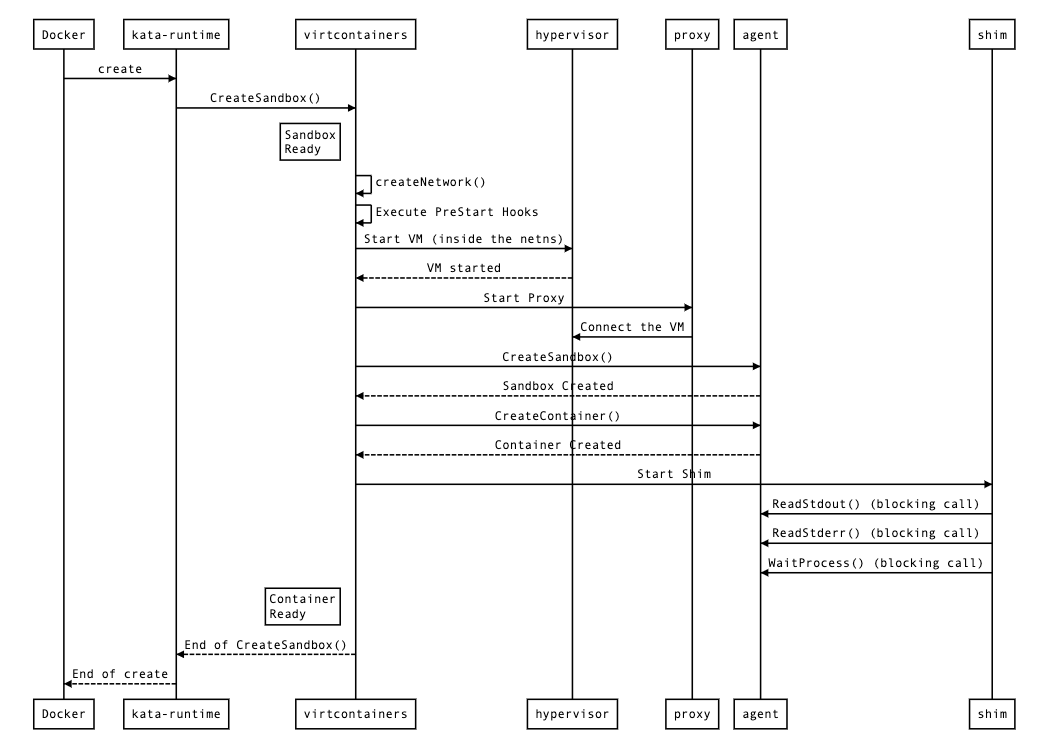 Docker
kata-runtime
virtcontainers
hypervisor
proxy
agent
shim
create
CreateSandbox()
Sandbox
Ready
createNetwork()
Execute PreStart Hooks
Start VM (inside the netns)
VM started
Start Proxy
Connect the VM
CreateSandbox()
Sandbox Created
CreateContainer()
Container Created
Start Shim
ReadStdout() (blocking call)
ReadStderr() (blocking call)
WaitProcess() (blocking call)
Container
Ready
End of CreateSandbox()
End of create
Docker
kata-runtime
virtcontainers
hypervisor
proxy
agent
shim